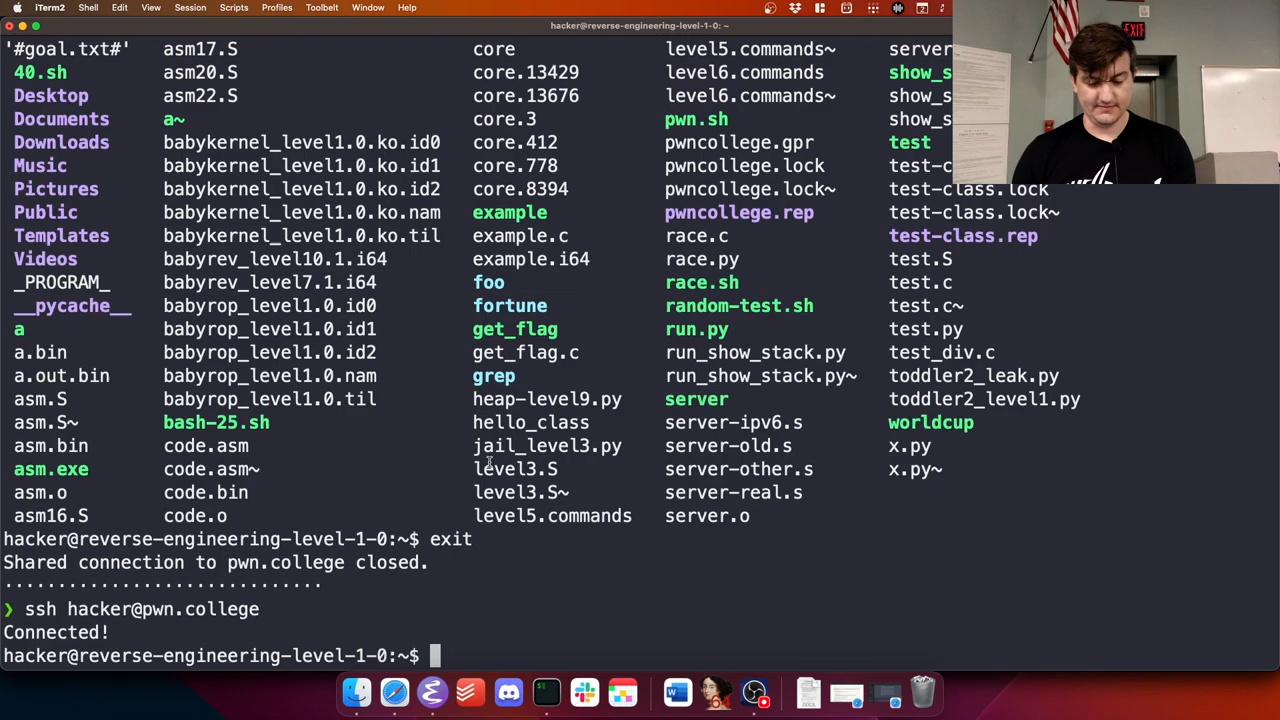 iTerm2 Shell Edit View Session Scripts Profiles Toolbelt Window Help
hacker@reverse-engineering-level-1-0: ~
'#goal.txt#' asm17.S core level5.commands~ server
40.sh asm20.S core.13429 level6.commands show_s
Desktop asm22.S core.13676 level6.commands~ show_s
Documents a~ core.3 pwn.sh show_s
Downloads babykernel_level1.0.ko.id0 core.412 pwncollege.gpr test
Music babykernel_level1.0.ko.id1 core.778 pwncollege.lock test-c
Pictures babykernel_level1.0.ko.id2 core.8394 pwncollege.lock~ test-class.lock
Public babykernel_level1.0.ko.nam example pwncollege.rep test-class.lock~
Templates babykernel_level1.0.ko.til example.c race.c test-class.rep
Videos babyrev_level10.1.i64 example.i64 race.py test.S
_PROGRAM_ babyrev_level7.1.i64 foo race.sh test.c
__pycache__ babyrop_level1.0.id0 fortune random-test.sh test.c~
a babyrop_level1.0.id1 get_flag run.py test.py
a.bin babyrop_level1.0.id2 get_flag.c run_show_stack.py test_div.c
a.out.bin babyrop_level1.0.nam grep run_show_stack.py~ toddler2_leak.py
asm.S babyrop_level1.0.til heap-level9.py server toddler2_level1.py
asm.S~ bash-25.sh hello_class server-ipv6.s worldcup
asm.bin code.asm jail_level3.py server-old.s x.py
asm.exe code.asm~ level3.S server-other.s x.py~
asm.o code.bin level3.S~ server-real.s
asm16.S code.o level5.commands server.o
hacker@reverse-engineering-level-1-0:~$ exit
Shared connection to pwn.college closed.
❯ ssh hacker@pwn.college
Connected!
hacker@reverse-engineering-level-1-0:~$
EXIT